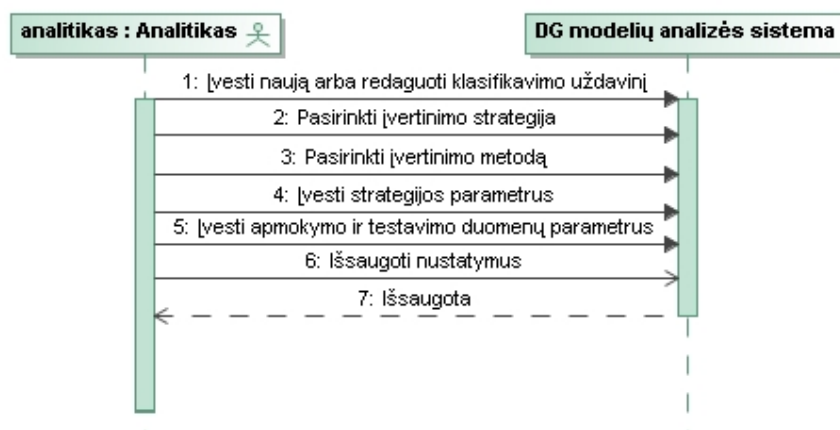 analitikas : Analitikas
DG modelių analizės sistema
1: Įvesti naują arba redaguoti klasifikavimo uždavinį
2: Pasirinkti įvertinimo strategija
3: Pasirinkti įvertinimo metodą
4: Įvesti strategijos parametrus
5: Įvesti apmokymo ir testavimo duomenų parametrus
6: Išsaugoti nustatymus
7: Išsaugota